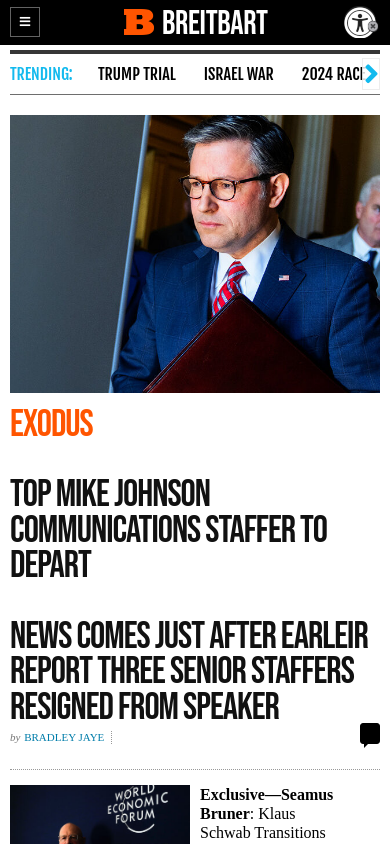 BREITBART
TRENDING: TRUMP TRIAL ISRAEL WAR 2024 RAC
EXODUS
TOP MIKE JOHNSON
COMMUNICATIONS STAFFER TO
DEPART
NEWS COMES JUST AFTER EARLEIR
REPORT THREE SENIOR STAFFERS
RESIGNED FROM SPEAKER
by BRADLEY JAYE
WORLD
ECONOMIC
FORUM
Exclusive—Seamus
Bruner: Klaus
Schwab Transitions